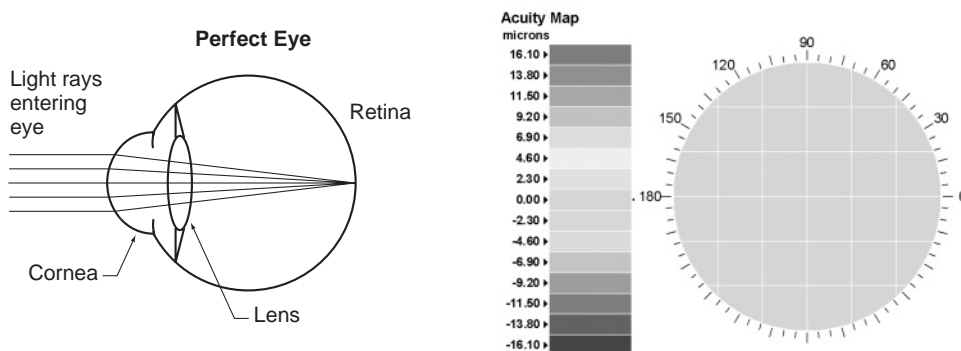 Perfect Eye
Light rays
entering
eye
Retina
Cornea
Lens
Acuity Map
microns
16.10
13.80
11.50
9.20
6.90
4.60
2.30
0.00
-2.30
-4.60
-6.90
-9.20
-11.50
-13.80
-16.10
90
120
60
150
30
180